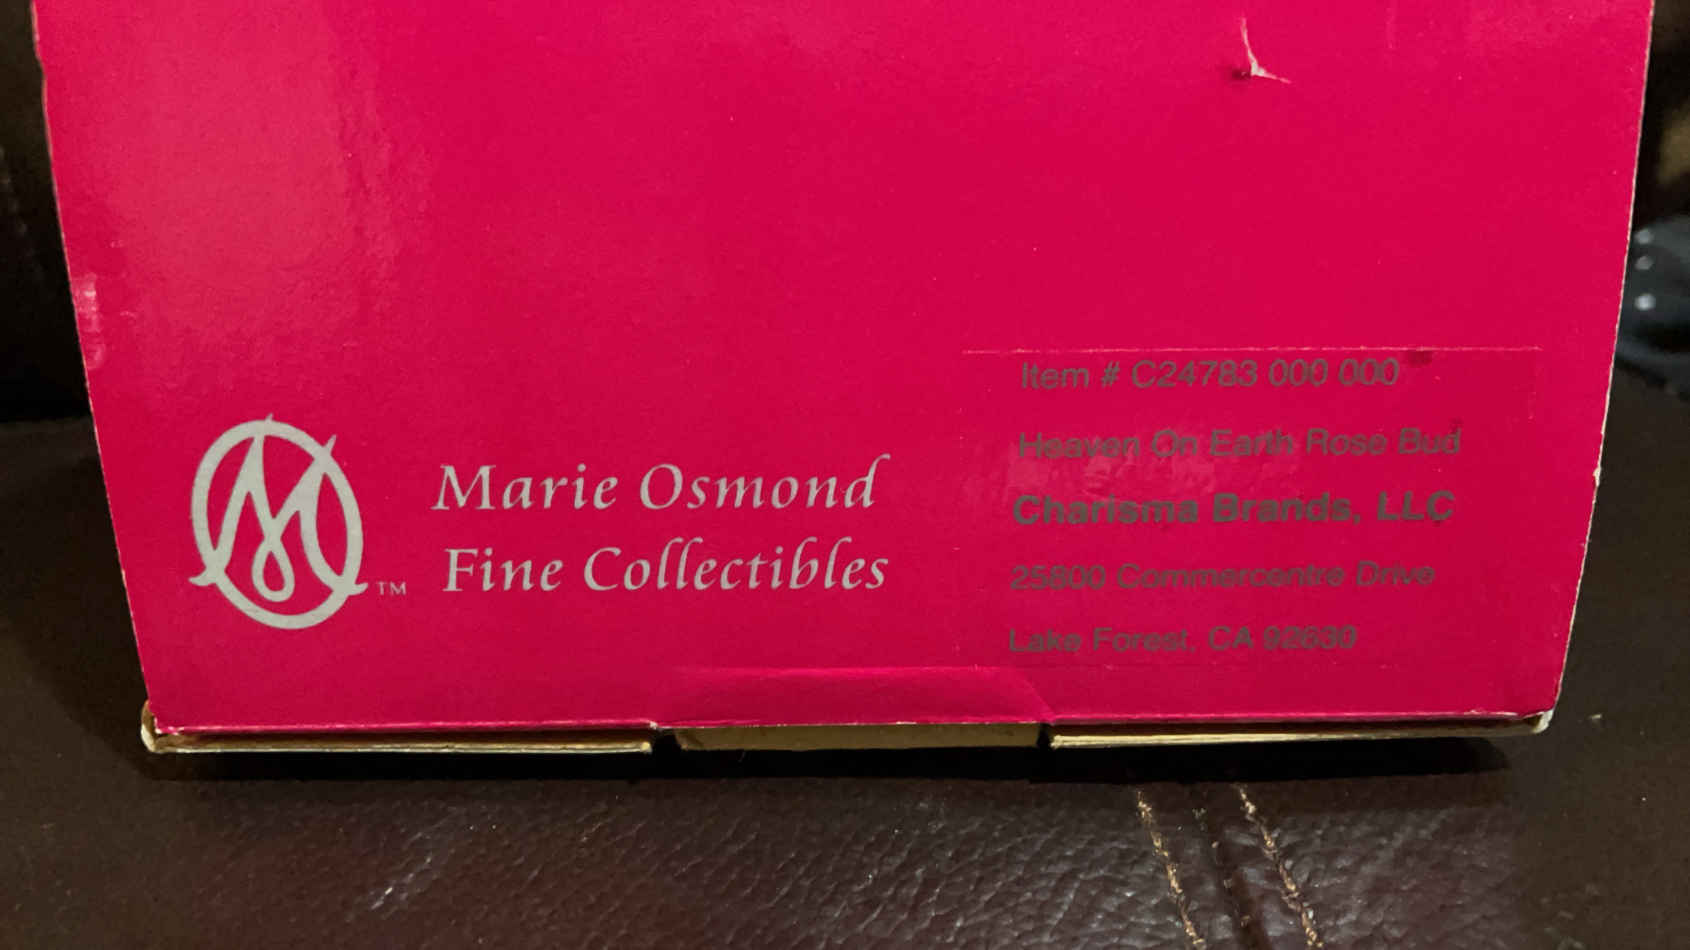 Marie Osmond
Fine Collectibles
TM
Item # C24783 000 000
Heaven On Earth Rose Bud
Charisma Brands, LLC
25800 Commercentre Drive
Lake Forest, CA 92630